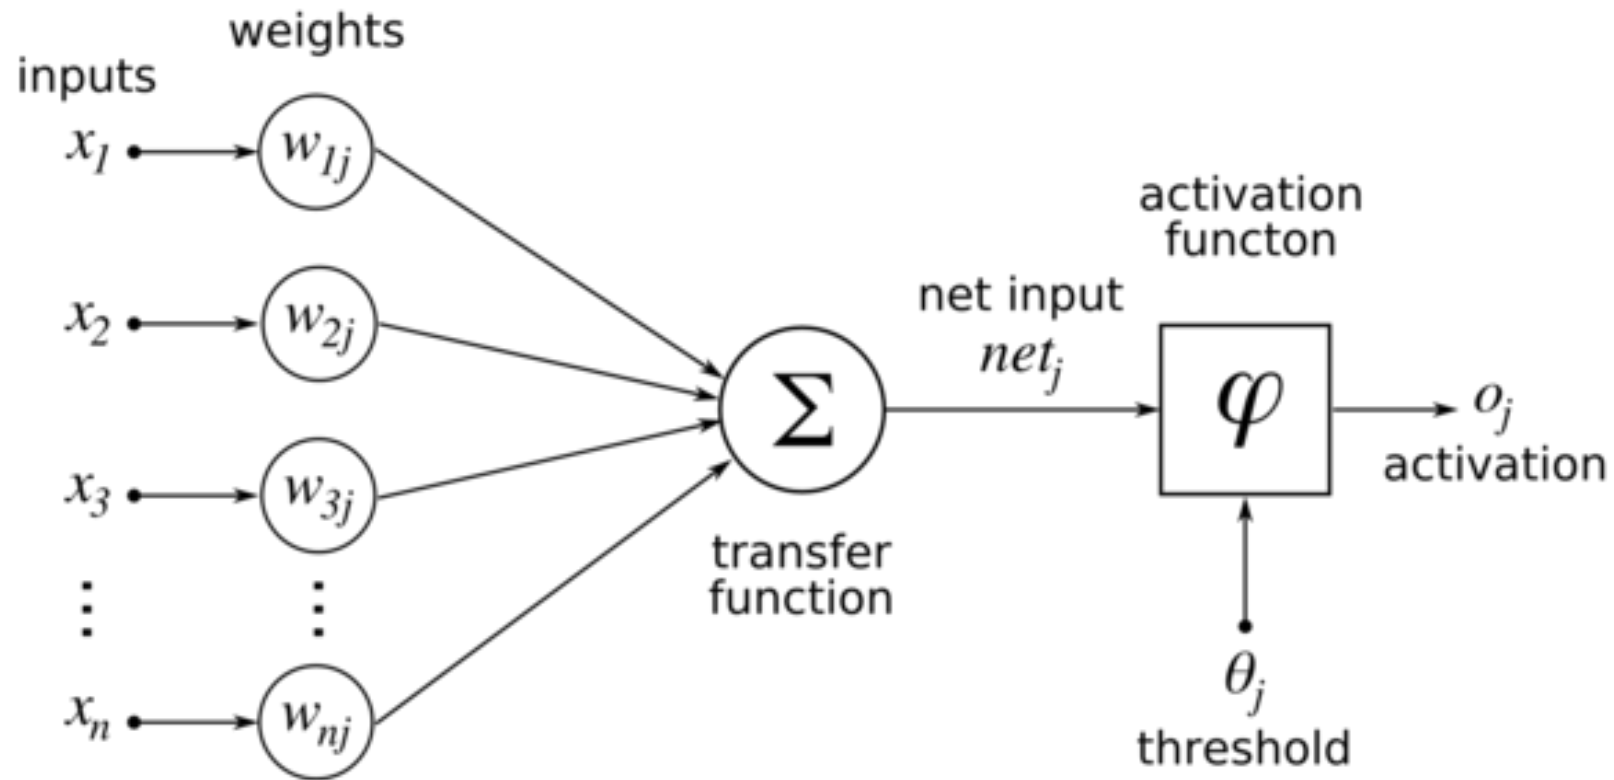 weights
inputs
x1
w1j
x2
w2j
x3
w3j
⋮ ⋮
xn
wnj
Σ
transfer
function
net input
netj
activation
functon
φ
oj
activation
θj
threshold